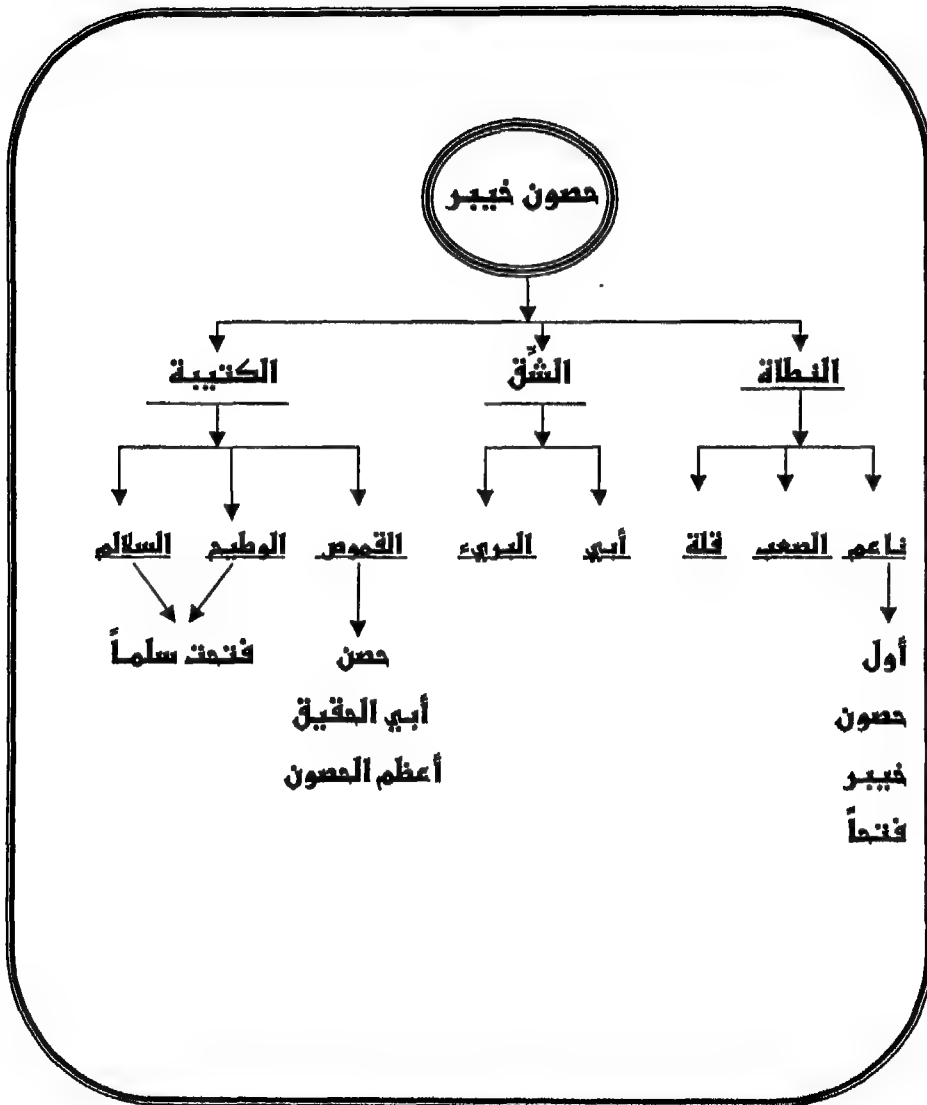 حصون خيبر
النطاة الشِّق الكتيبة
ناعم الصعب قلة أبي البريء القموص الوطيح السلالم
أول
حصون
خيبر
فتحاً
حصن
أبي الحقيق
أعظم الحصون
فتحت سلماً